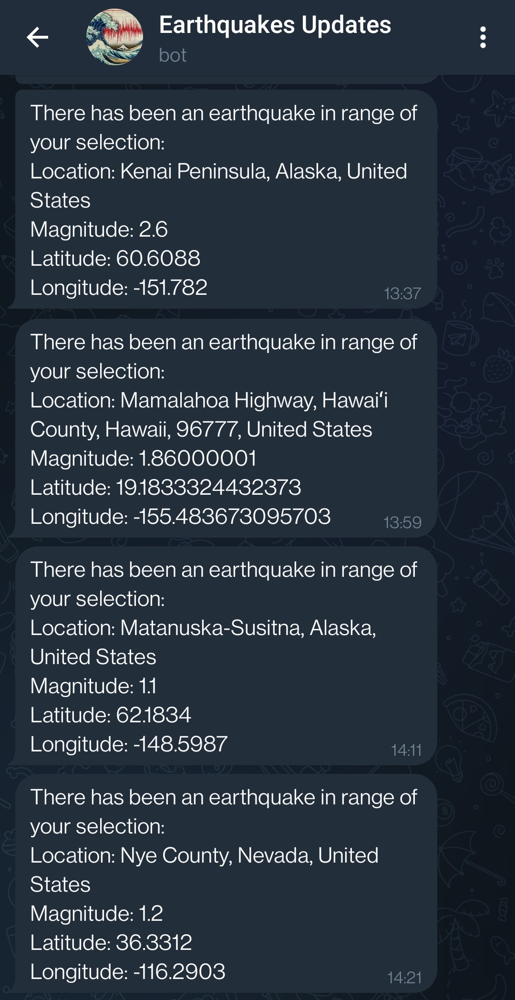 Earthquakes Updates
bot
There has been an earthquake in range of
your selection:
Location: Kenai Peninsula, Alaska, United
States
Magnitude: 2.6
Latitude: 60.6088
Longitude: -151.782
13:37
There has been an earthquake in range of
your selection:
Location: Mamalahoa Highway, Hawaiʻi
County, Hawaii, 96777, United States
Magnitude: 1.86000001
Latitude: 19.1833324432373
Longitude: -155.483673095703
13:59
There has been an earthquake in range of
your selection:
Location: Matanuska-Susitna, Alaska,
United States
Magnitude: 1.1
Latitude: 62.1834
Longitude: -148.5987
14:11
There has been an earthquake in range of
your selection:
Location: Nye County, Nevada, United
States
Magnitude: 1.2
Latitude: 36.3312
Longitude: -116.2903
14:21